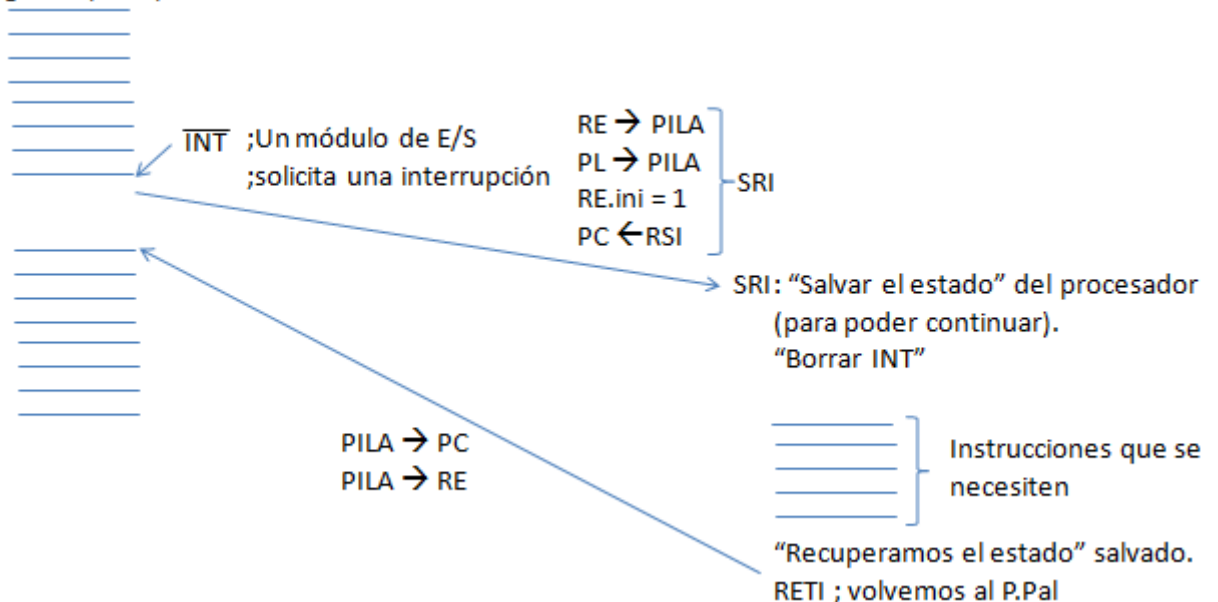 INT ;Un módulo de E/S
;solicita una interrupción
RE → PILA
PL → PILA
RE.ini = 1
PC ←RSI
SRI
SRI: “Salvar el estado” del procesador
(para poder continuar).
“Borrar INT”
PILA → PC
PILA → RE
Instrucciones que se
necesiten
“Recuperamos el estado” salvado.
RETI ; volvemos al P.Pal